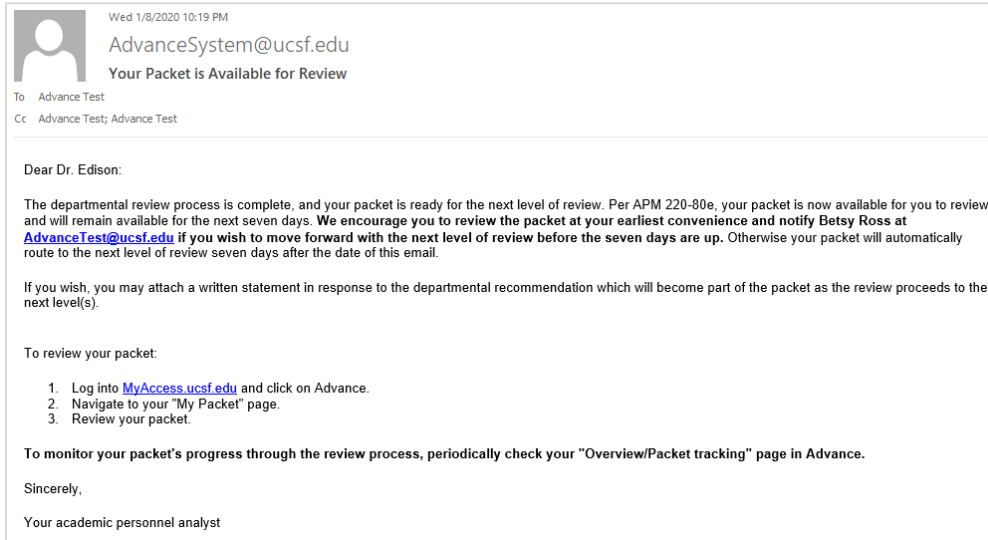 Wed 1/8/2020 10:19 PM
AdvanceSystem@ucsf.edu
Your Packet is Available for Review
To Advance Test
Cc Advance Test; Advance Test
Dear Dr. Edison:
The departmental review process is complete, and your packet is ready for the next level of review. Per APM 220-80e, your packet is now available for you to review
and will remain available for the next seven days. We encourage you to review the packet at your earliest convenience and notify Betsy Ross at
AdvanceTest@ucsf.edu if you wish to move forward with the next level of review before the seven days are up. Otherwise your packet will automatically
route to the next level of review seven days after the date of this email.
If you wish, you may attach a written statement in response to the departmental recommendation which will become part of the packet as the review proceeds to the
next level(s).
To review your packet:
1. Log into MyAccess.ucsf.edu and click on Advance.
2. Navigate to your "My Packet" page.
3. Review your packet.
To monitor your packet's progress through the review process, periodically check your "Overview/Packet tracking" page in Advance.
Sincerely,
Your academic personnel analyst